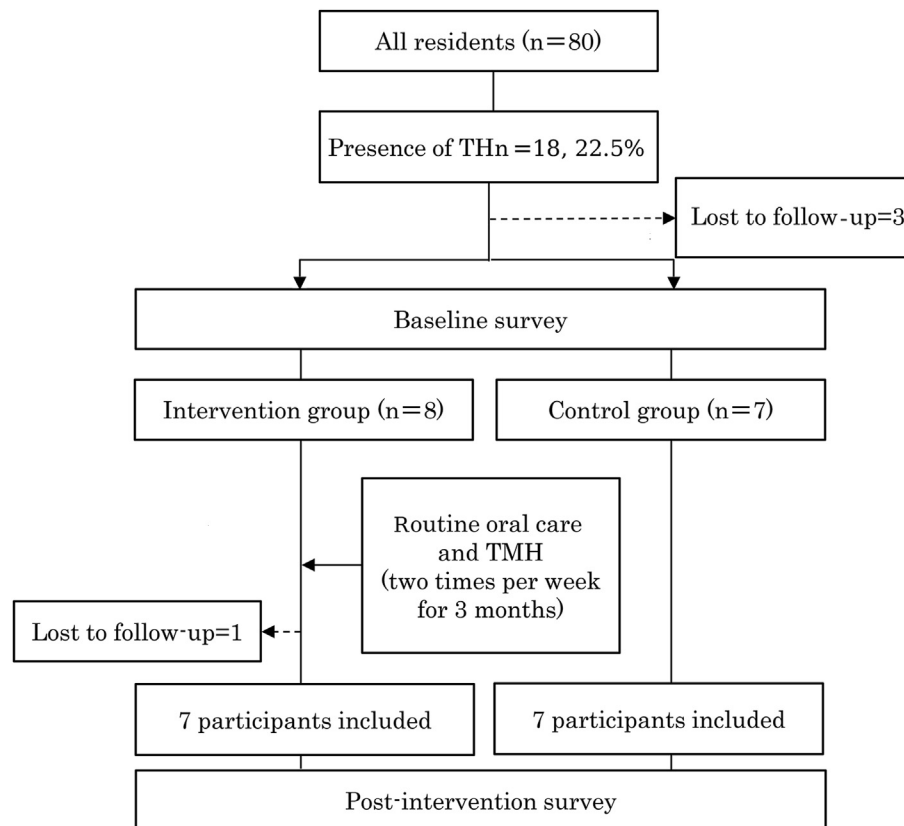 All residents (n=80)
Presence of THn=18, 22.5%
Lost to follow-up=3
Baseline survey
Intervention group (n=8)
Control group (n=7)
Routine oral care
and TMH
(two times per week
for 3 months)
Lost to follow-up=1
7 participants included
7 participants included
Post-intervention survey